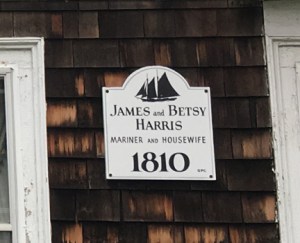 JAMES and BETSY
HARRIS
MARINER AND HOUSEWIFE
1810